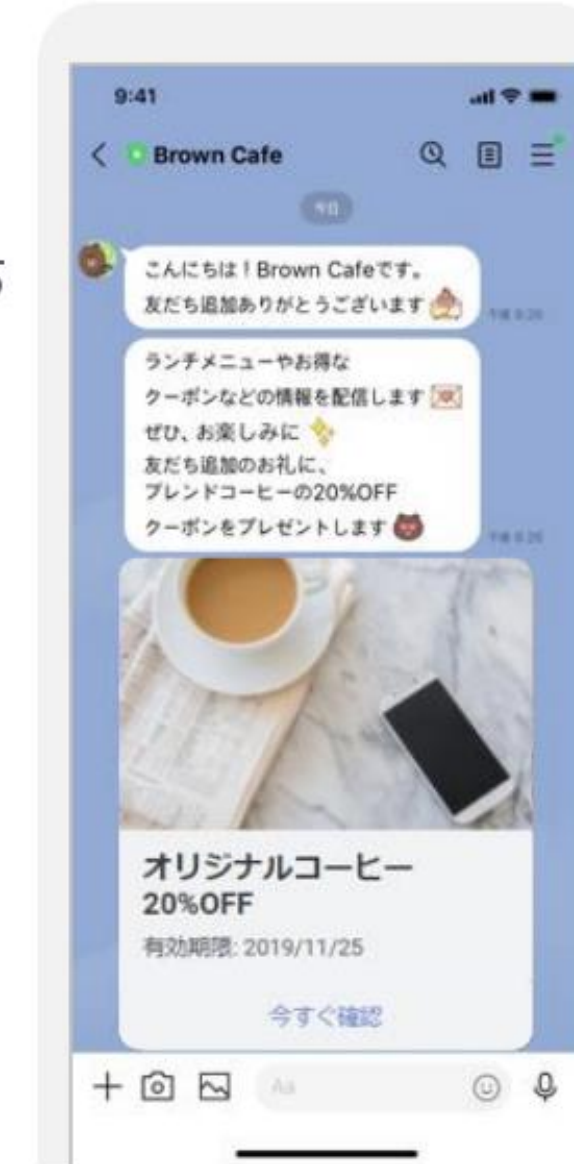 9:41
Brown Cafe
今日
こんにちは！Brown Cafeです。
友だち追加ありがとうございます
ランチメニューやお得な
クーポンなどの情報を配信します
ぜひ、お楽しみに
友だち追加のお礼に、
ブレンドコーヒーの20%OFF
クーポンをプレゼントします
オリジナルコーヒー
20%OFF
有効期限: 2019/11/25
今すぐ確認
Aa